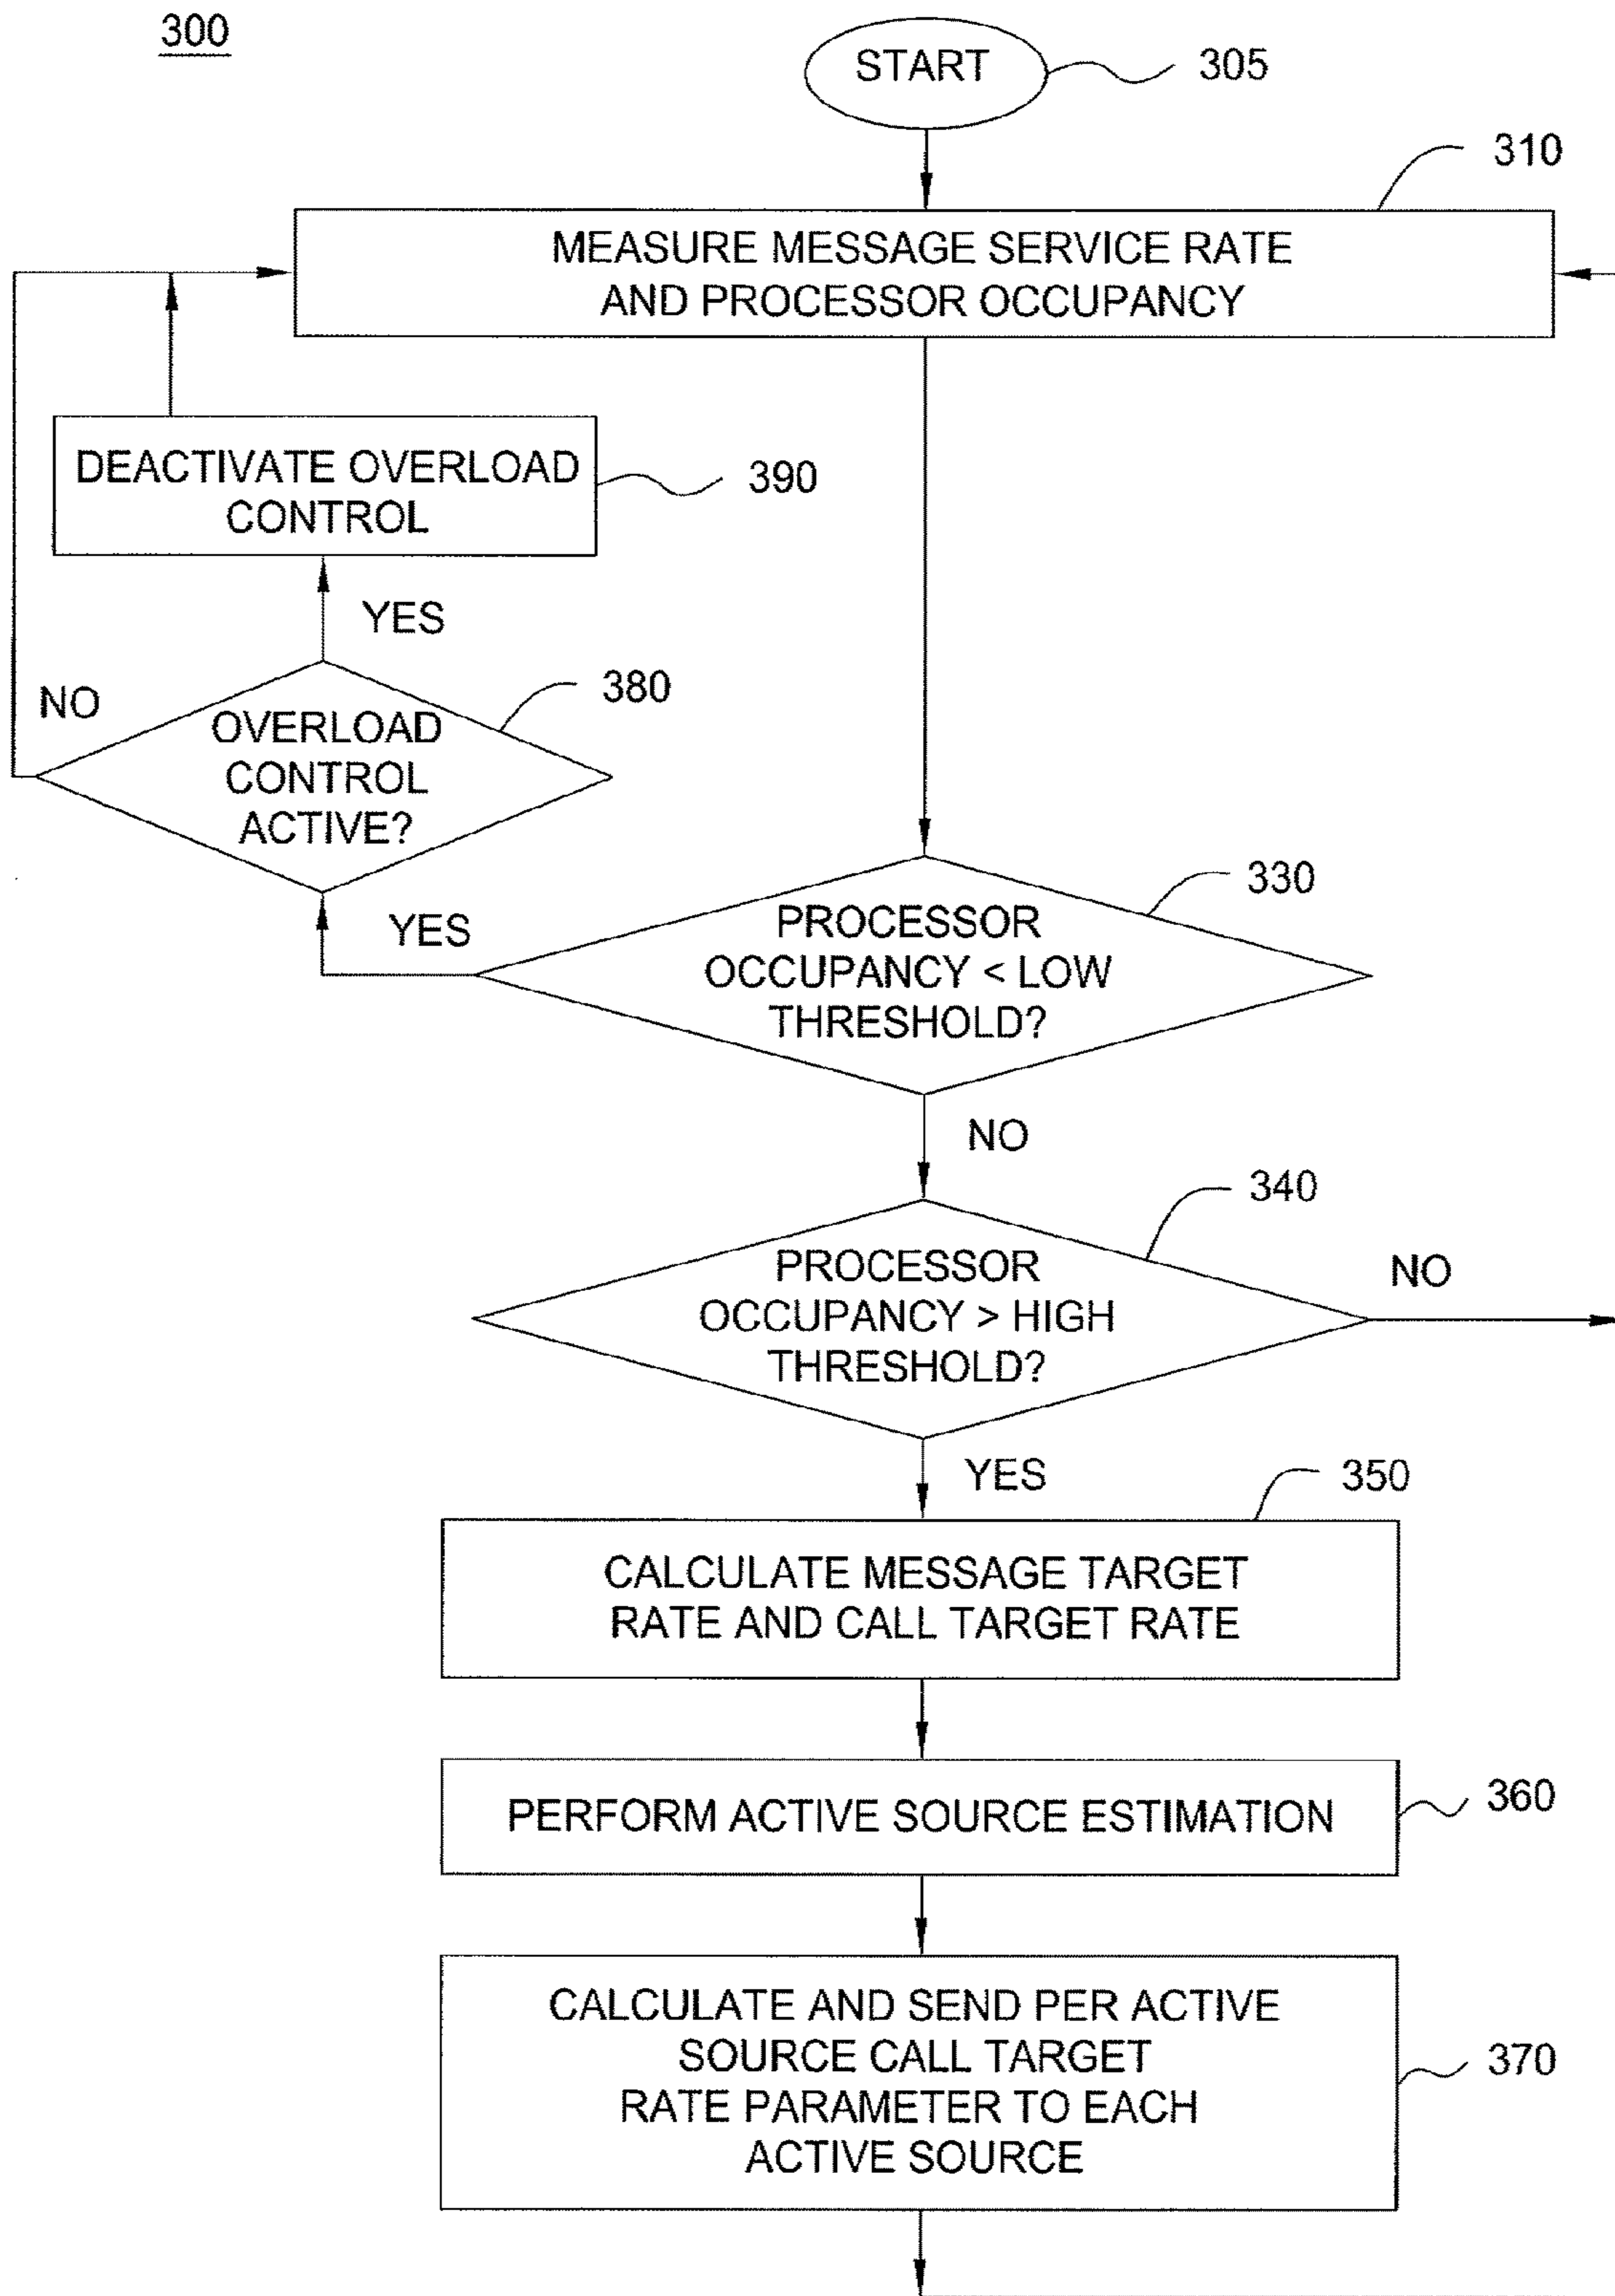 300
START
305
310
MEASURE MESSAGE SERVICE RATE
AND PROCESSOR OCCUPANCY
DEACTIVATE OVERLOAD
CONTROL
390
YES
NO
380
OVERLOAD
CONTROL
ACTIVE?
YES
330
PROCESSOR
OCCUPANCY < LOW
THRESHOLD?
NO
340
PROCESSOR
OCCUPANCY > HIGH
THRESHOLD?
NO
YES
350
CALCULATE MESSAGE TARGET
RATE AND CALL TARGET RATE
PERFORM ACTIVE SOURCE ESTIMATION
360
CALCULATE AND SEND PER ACTIVE
SOURCE CALL TARGET
RATE PARAMETER TO EACH
ACTIVE SOURCE
370